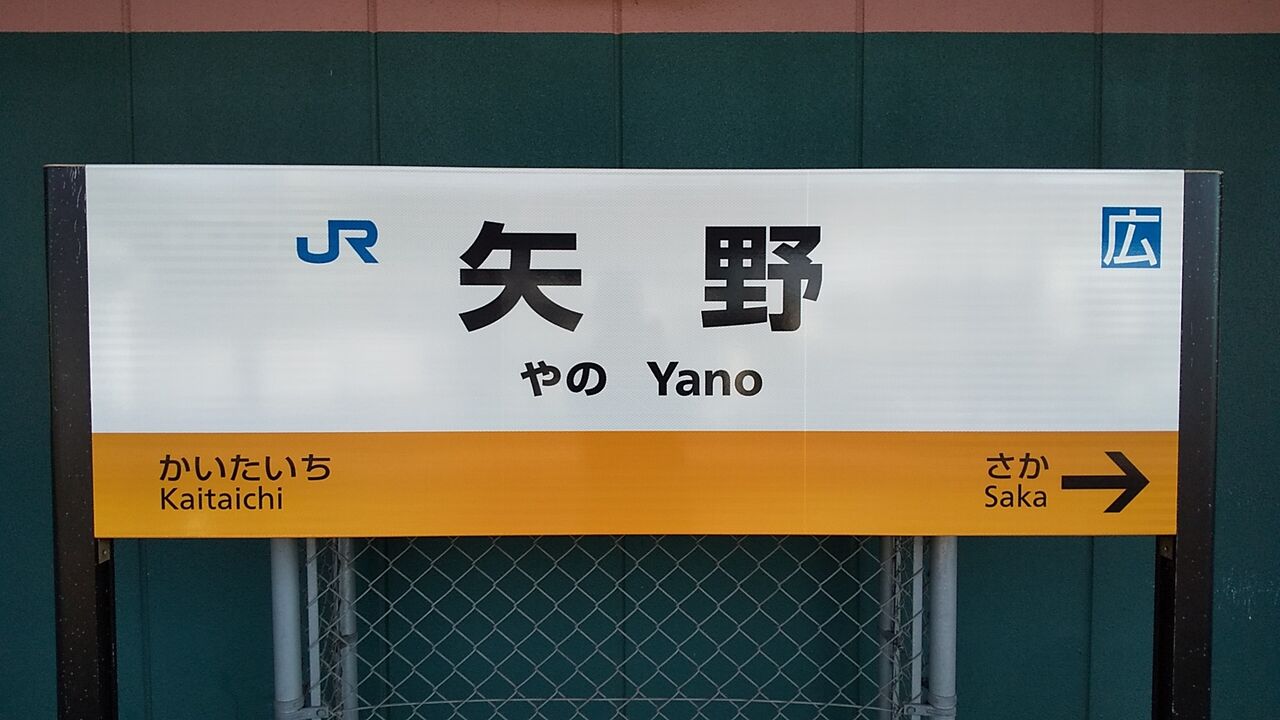 JR 矢野 広
やの Yano
かいたいち さか →
Kaitaichi Saka